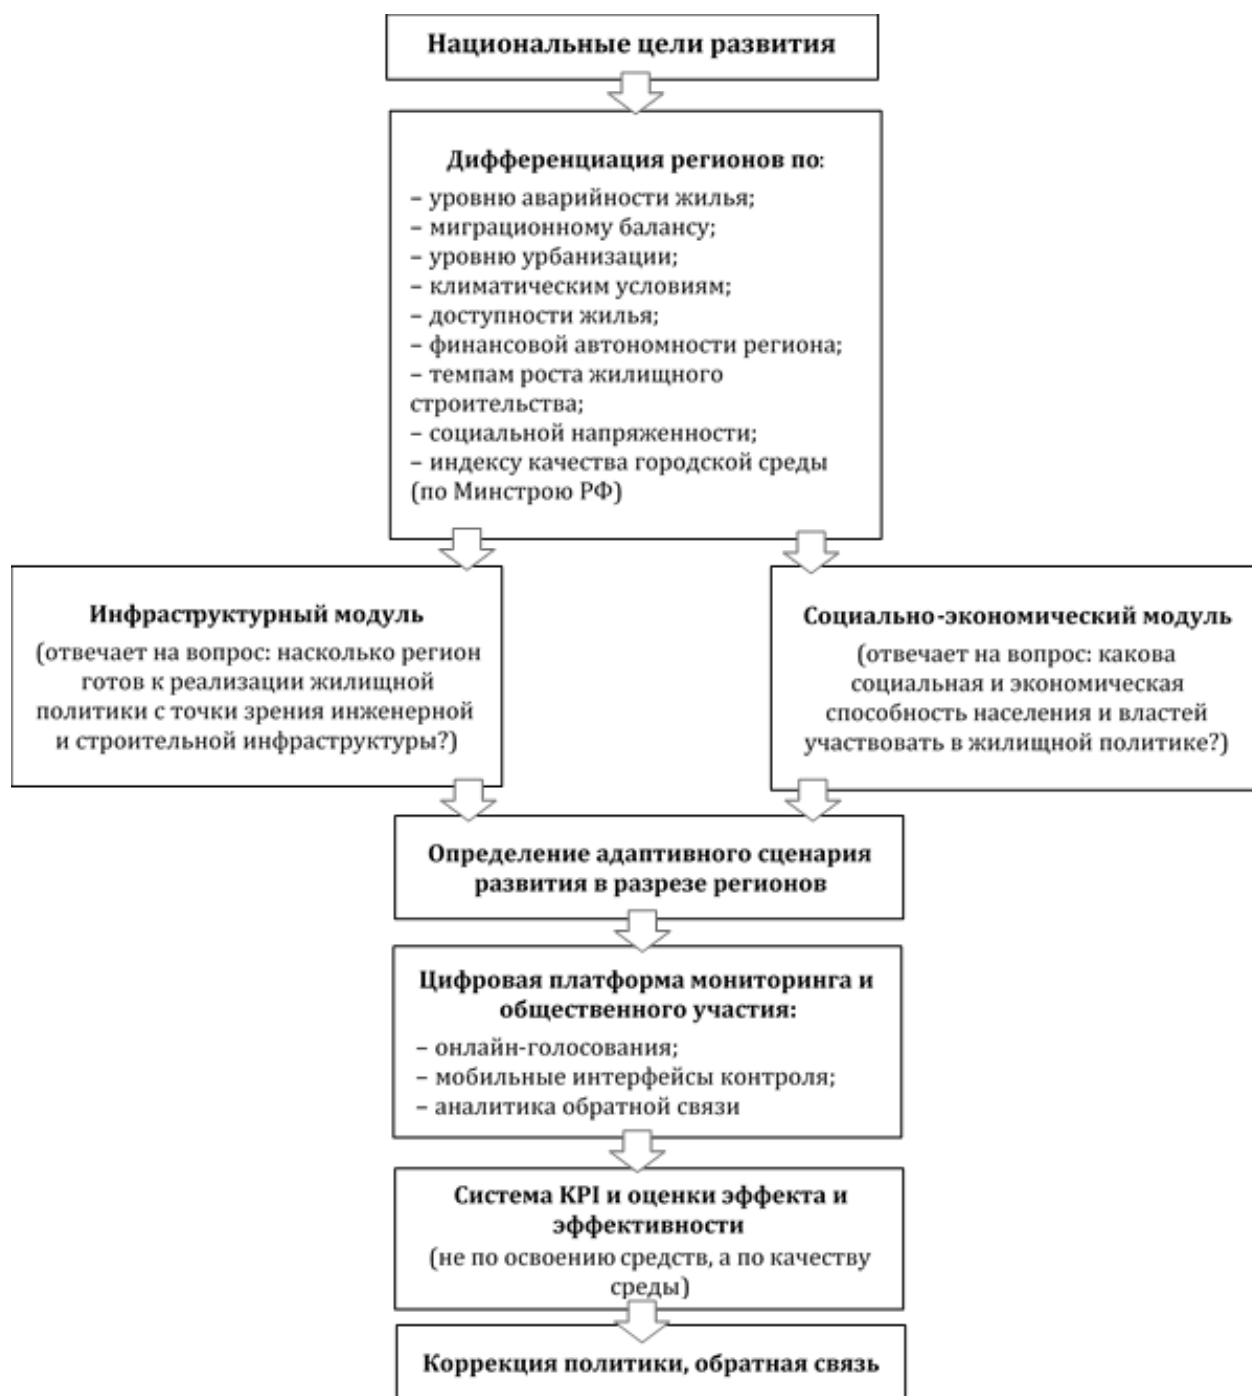 Национальные цели развития
Дифференциация регионов по:
– уровню аварийности жилья;
– миграционному балансу;
– уровню урбанизации;
– климатическим условиям;
– доступности жилья;
– финансовой автономности региона;
– темпам роста жилищного
строительства;
– социальной напряженности;
– индексу качества городской среды
(по Минстрою РФ)
Инфраструктурный модуль
(отвечает на вопрос: насколько регион
готов к реализации жилищной
политики с точки зрения инженерной
и строительной инфраструктуры?)
Социально-экономический модуль
(отвечает на вопрос: какова
социальная и экономическая
способность населения и властей
участвовать в жилищной политике?)
Определение адаптивного сценария
развития в разрезе регионов
Цифровая платформа мониторинга и
общественного участия:
– онлайн-голосования;
– мобильные интерфейсы контроля;
– аналитика обратной связи
Система KPI и оценки эффекта и
эффективности
(не по освоению средств, а по качеству
среды)
Коррекция политики, обратная связь